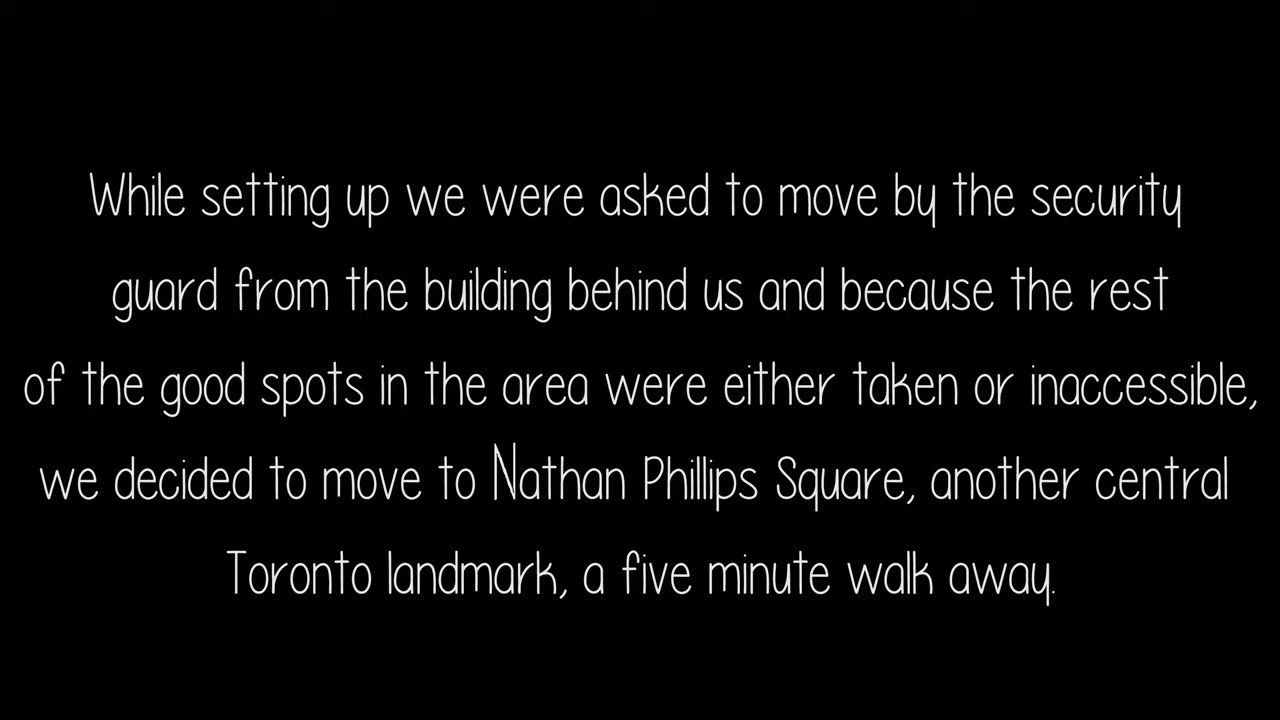 While setting up we were asked to move by the security
guard from the building behind us and because the rest
of the good spots in the area were either taken or inaccessible,
we decided to move to Nathan Phillips Square, another central
Toronto landmark, a five minute walk away.